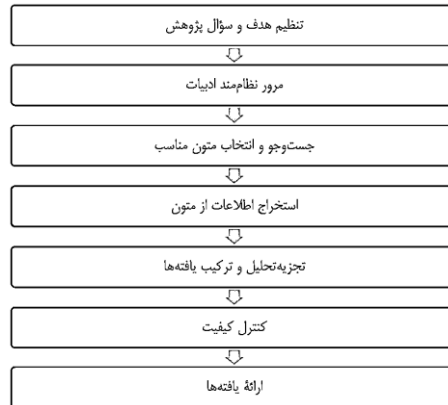 تنظیم هدف و سؤال پژوهش
مرور نظام‌مند ادبیات
جست‌وجو و انتخاب متون مناسب
استخراج اطلاعات از متون
تجزیه‌تحلیل و ترکیب یافته‌ها
کنترل کیفیت
ارائهٔ یافته‌ها